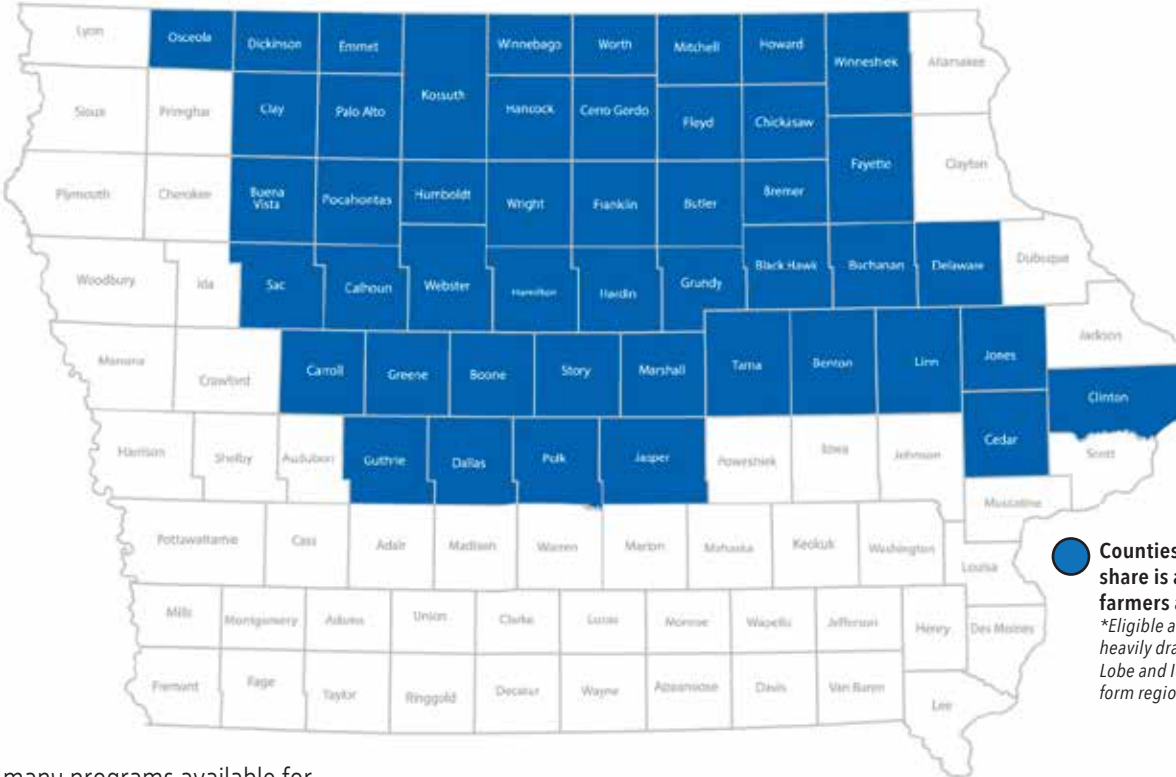 Lyon Osceola Dickinson Emmet Winnebago Worth Mitchell Howard
Winneshiek Allamakee
Kossuth
Sioux Primghar Clay Palo Alto Hancock Cerro Gordo Floyd Chickasaw
Fayette Clayton
Plymouth Cherokee Buena
Vista Pocahontas Humboldt Wright Franklin Butler Bremer
Woodbury Ida Sac Calhoun Webster Hamilton Hardin Grundy Black Hawk Buchanan Delaware Dubuque
Monona Crawford Carroll Greene Boone Story Marshall Tama Benton Linn Jones Jackson
Clinton
Harrison Shelby Audubon Guthrie Dallas Polk Jasper Poweshiek Iowa Johnson Cedar Scott
Muscatine
Pottawattamie Cass Adair Madison Warren Marion Mahaska Keokuk Washington Louisa
Mills Montgomery Adams Union Clarke Lucas Monroe Wapello Jefferson Henry Des Moines
Fremont Page Taylor Ringgold Decatur Wayne Appanoose Davis Van Buren Lee
Counties
share is a
farmers a
*Eligible a
heavily dra
Lobe and I
form regio
many programs available for